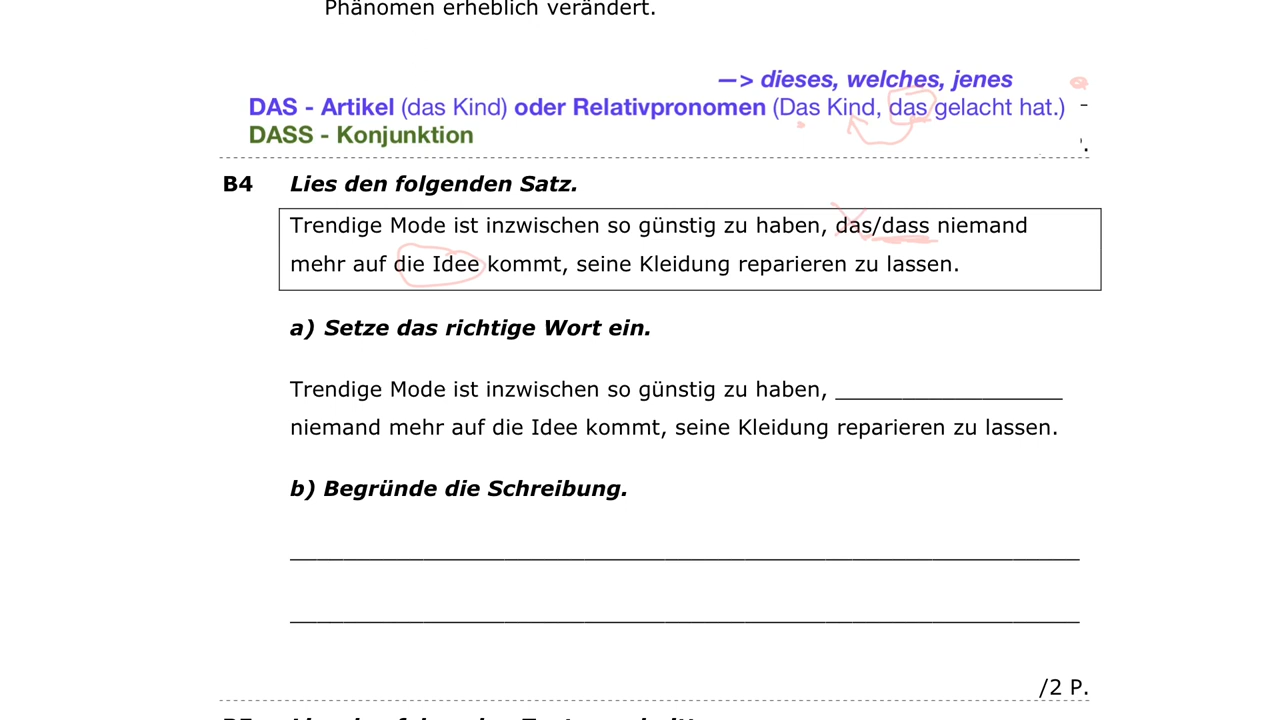 Phänomen erheblich verändert.
—> dieses, welches, jenes
DAS - Artikel (das Kind) oder Relativpronomen (Das Kind, das gelacht hat.)
DASS - Konjunktion
B4 Lies den folgenden Satz.
Trendige Mode ist inzwischen so günstig zu haben, das/dass niemand
mehr auf die Idee kommt, seine Kleidung reparieren zu lassen.
a) Setze das richtige Wort ein.
Trendige Mode ist inzwischen so günstig zu haben, _________________
niemand mehr auf die Idee kommt, seine Kleidung reparieren zu lassen.
b) Begründe die Schreibung.
/2 P.